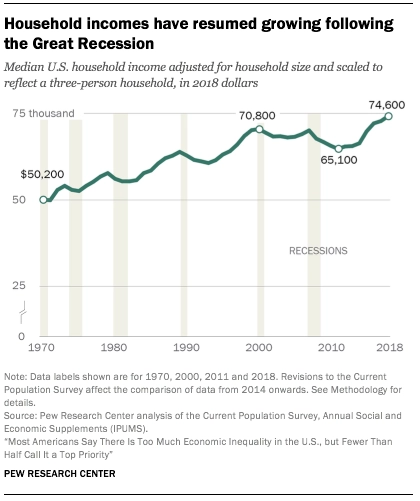 Household incomes have resumed growing following
the Great Recession
Median U.S. household income adjusted for household size and scaled to
reflect a three-person household, in 2018 dollars
75 thousand
74,600
70,800
65,100
$50,200
50
RECESSIONS
25
0
1970 1980 1990 2000 2010 2018
Note: Data labels shown are for 1970, 2000, 2011 and 2018. Revisions to the Current
Population Survey affect the comparison of data from 2014 onwards. See Methodology for
details.
Source: Pew Research Center analysis of the Current Population Survey, Annual Social and
Economic Supplements (IPUMS).
“Most Americans Say There Is Too Much Economic Inequality in the U.S., but Fewer Than
Half Call It a Top Priority”
PEW RESEARCH CENTER